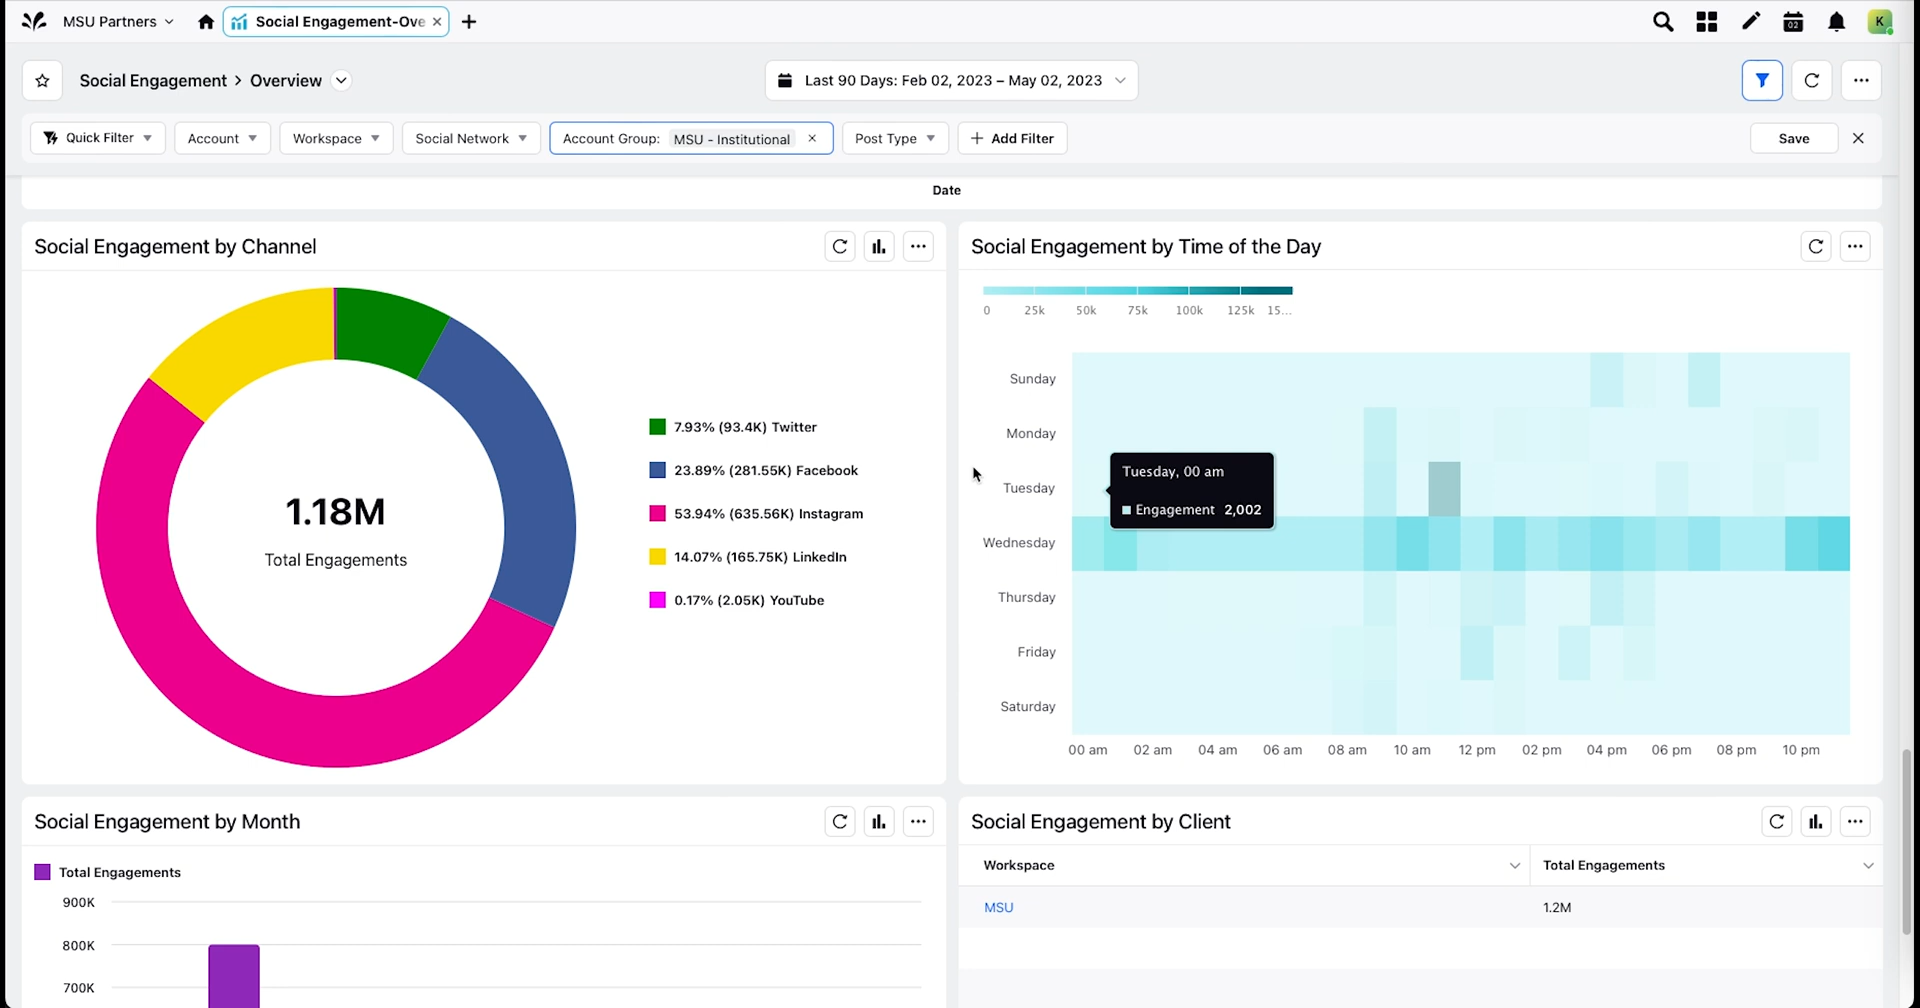 MSU Partners
Social Engagement-Ove
02
K
Social Engagement > Overview
Last 90 Days: Feb 02, 2023 – May 02, 2023
Quick Filter
Account
Workspace
Social Network
Account Group: MSU - Institutional
Post Type
Add Filter
Save
Date
Social Engagement by Channel
1.18M
Total Engagements
7.93% (93.4K) Twitter
23.89% (281.55K) Facebook
53.94% (635.56K) Instagram
14.07% (165.75K) LinkedIn
0.17% (2.05K) YouTube
Social Engagement by Time of the Day
0 25k 50k 75k 100k 125k 15...
Sunday
Monday
Tuesday
Wednesday
Thursday
Friday
Saturday
Tuesday, 00 am
Engagement 2,002
00 am 02 am 04 am 06 am 08 am 10 am 12 pm 02 pm 04 pm 06 pm 08 pm 10 pm
Social Engagement by Month
Total Engagements
900K
800K
700K
Social Engagement by Client
Workspace Total Engagements
MSU 1.2M